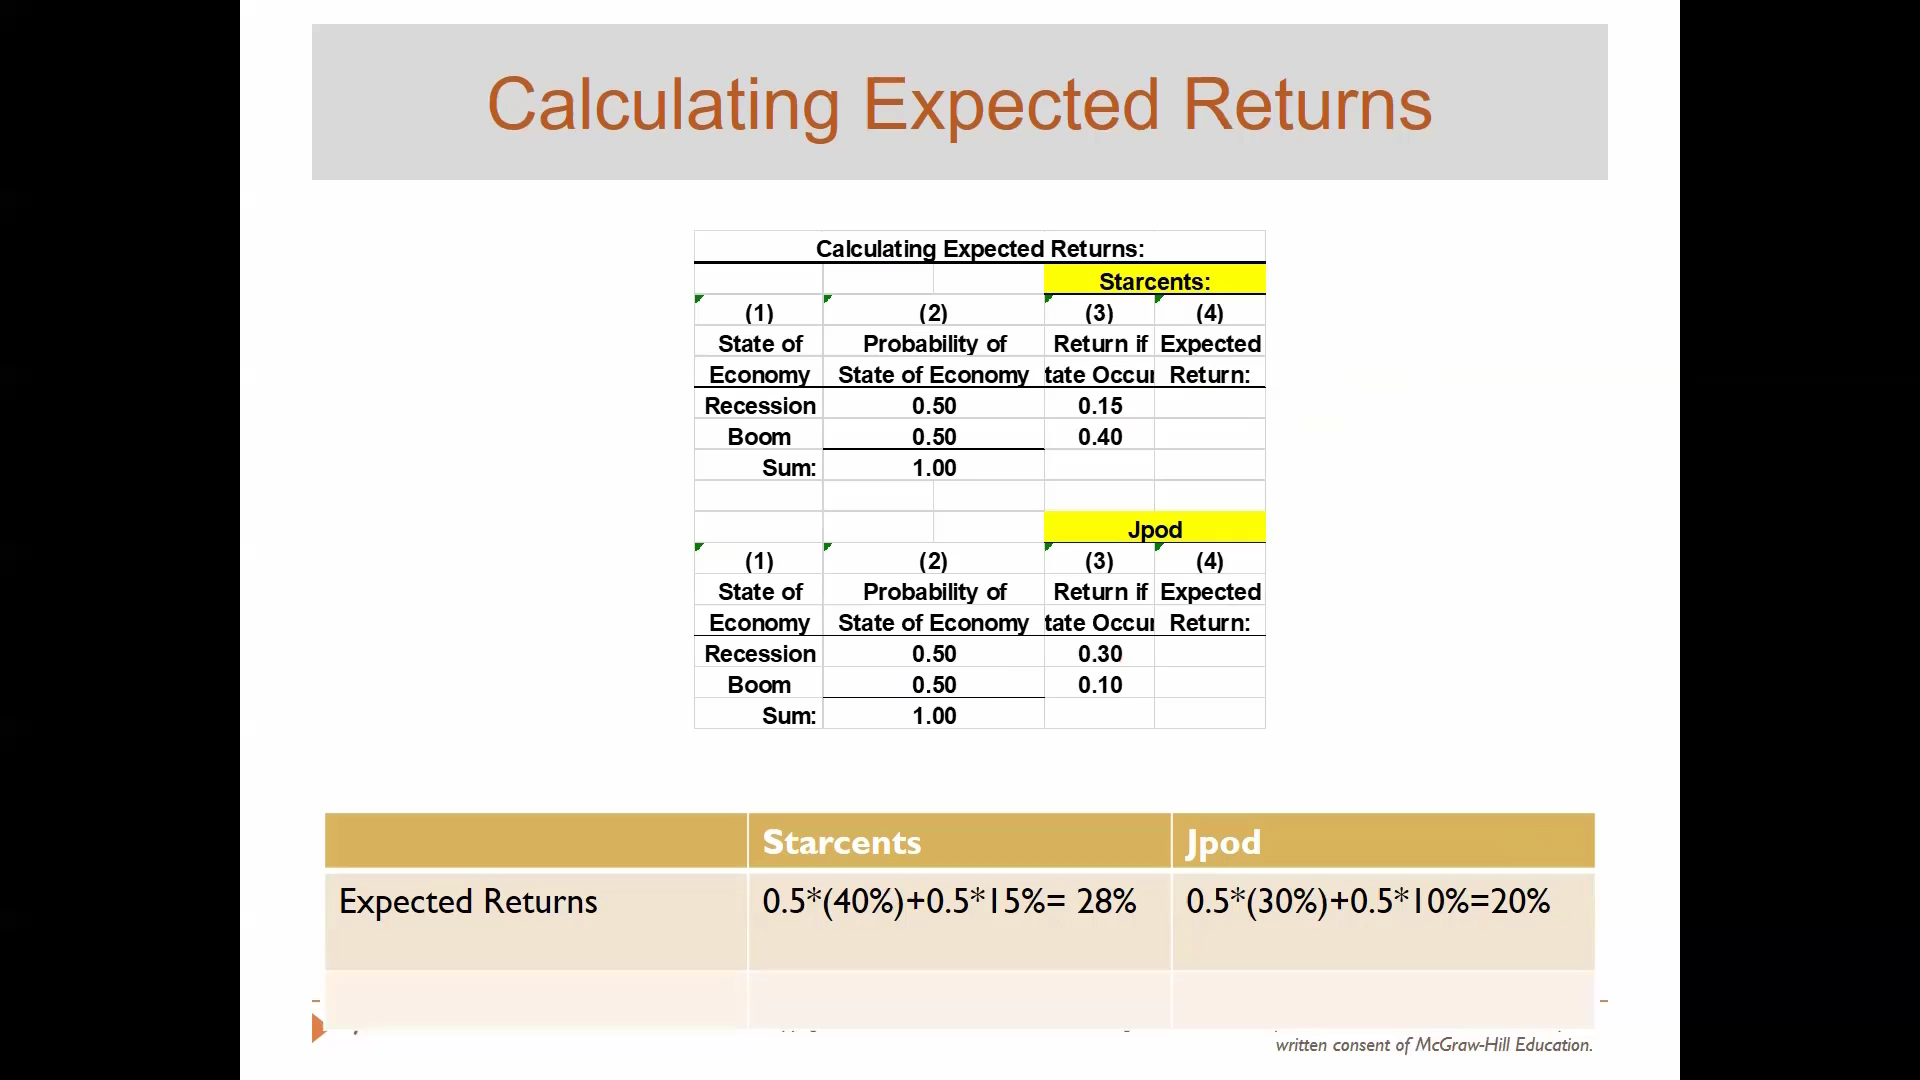 Calculating Expected Returns
Calculating Expected Returns:
Starcents:
(1) (2) (3) (4)
State of Probability of Return if Expected
Economy State of Economy tate Occur Return:
Recession 0.50 0.15
Boom 0.50 0.40
Sum: 1.00
Jpod
(1) (2) (3) (4)
State of Probability of Return if Expected
Economy State of Economy tate Occur Return:
Recession 0.50 0.30
Boom 0.50 0.10
Sum: 1.00
Starcents Jpod
Expected Returns 0.5*(40%)+0.5*15%= 28% 0.5*(30%)+0.5*10%=20%
written consent of McGraw-Hill Education.